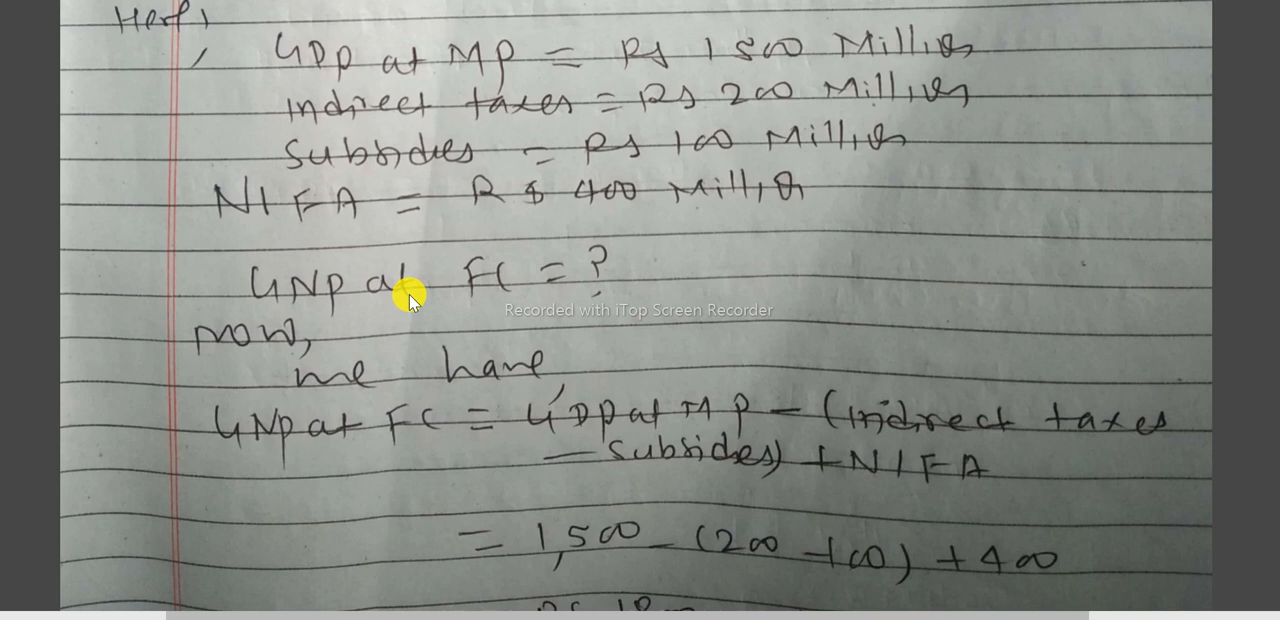 Here,
GDP at MP = Rs 1500 Million
Indirect taxes = Rs 200 Million
Subsidies = Rs 100 Million
NIFA = Rs 400 Million
GNP at FC = ?
Recorded with iTop Screen Recorder
Now,
we have,
GNP at FC = GDP at MP - (Indirect taxes
- subsidies) + NIFA
= 1,500 - (200 - 100) + 400